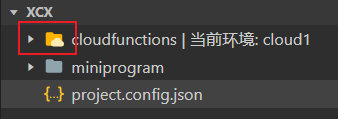 XCX
cloudfunctions | 当前环境: cloud1
miniprogram
{..} project.config.json